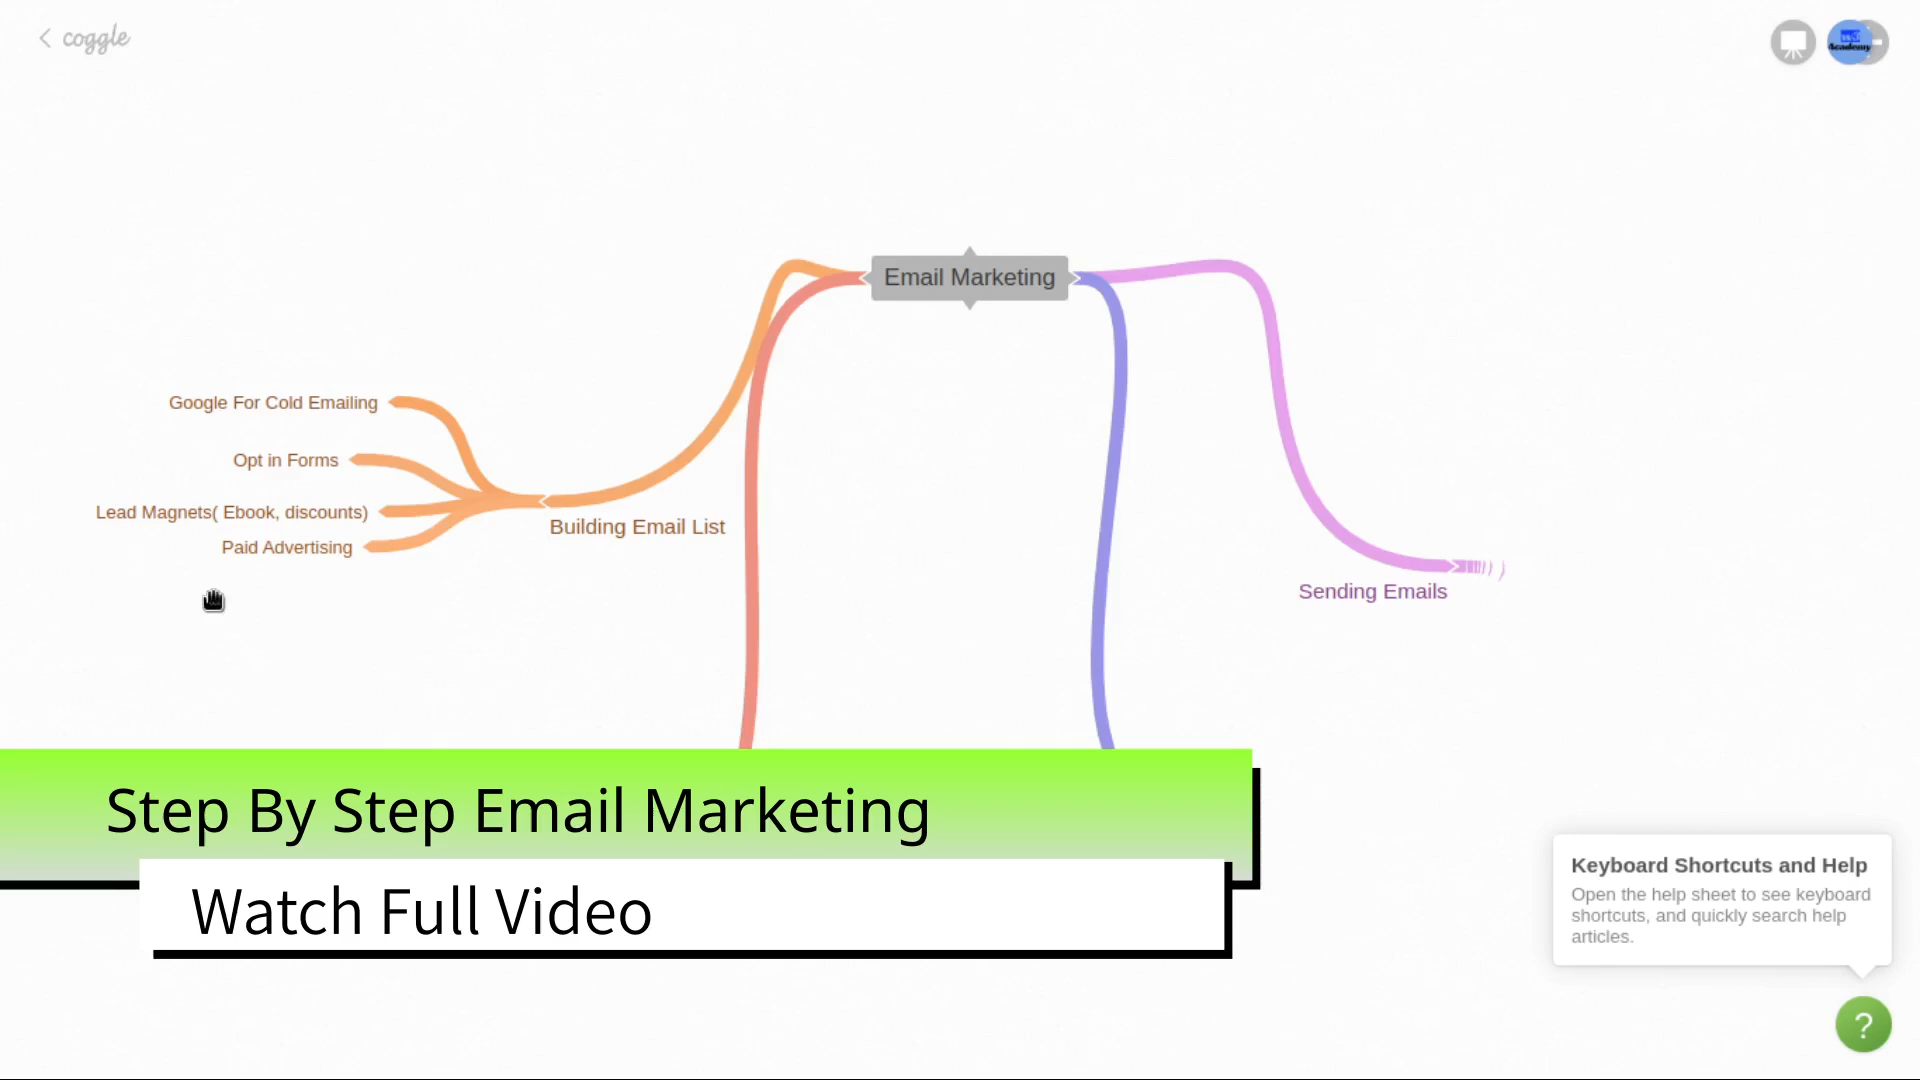 coggle
Academy
Email Marketing
Google For Cold Emailing
Opt in Forms
Lead Magnets( Ebook, discounts)
Paid Advertising
Building Email List
Sending Emails
Step By Step Email Marketing
Watch Full Video
Keyboard Shortcuts and Help
Open the help sheet to see keyboard
shortcuts, and quickly search help
articles.
?